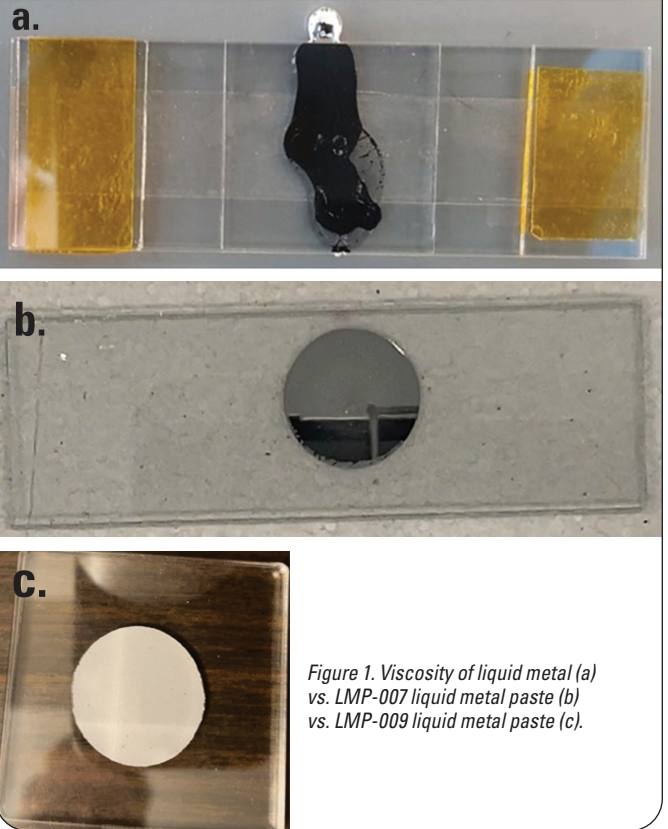 a.
b.
c.
Figure 1. Viscosity of liquid metal (a)
vs. LMP-007 liquid metal paste (b)
vs. LMP-009 liquid metal paste (c).